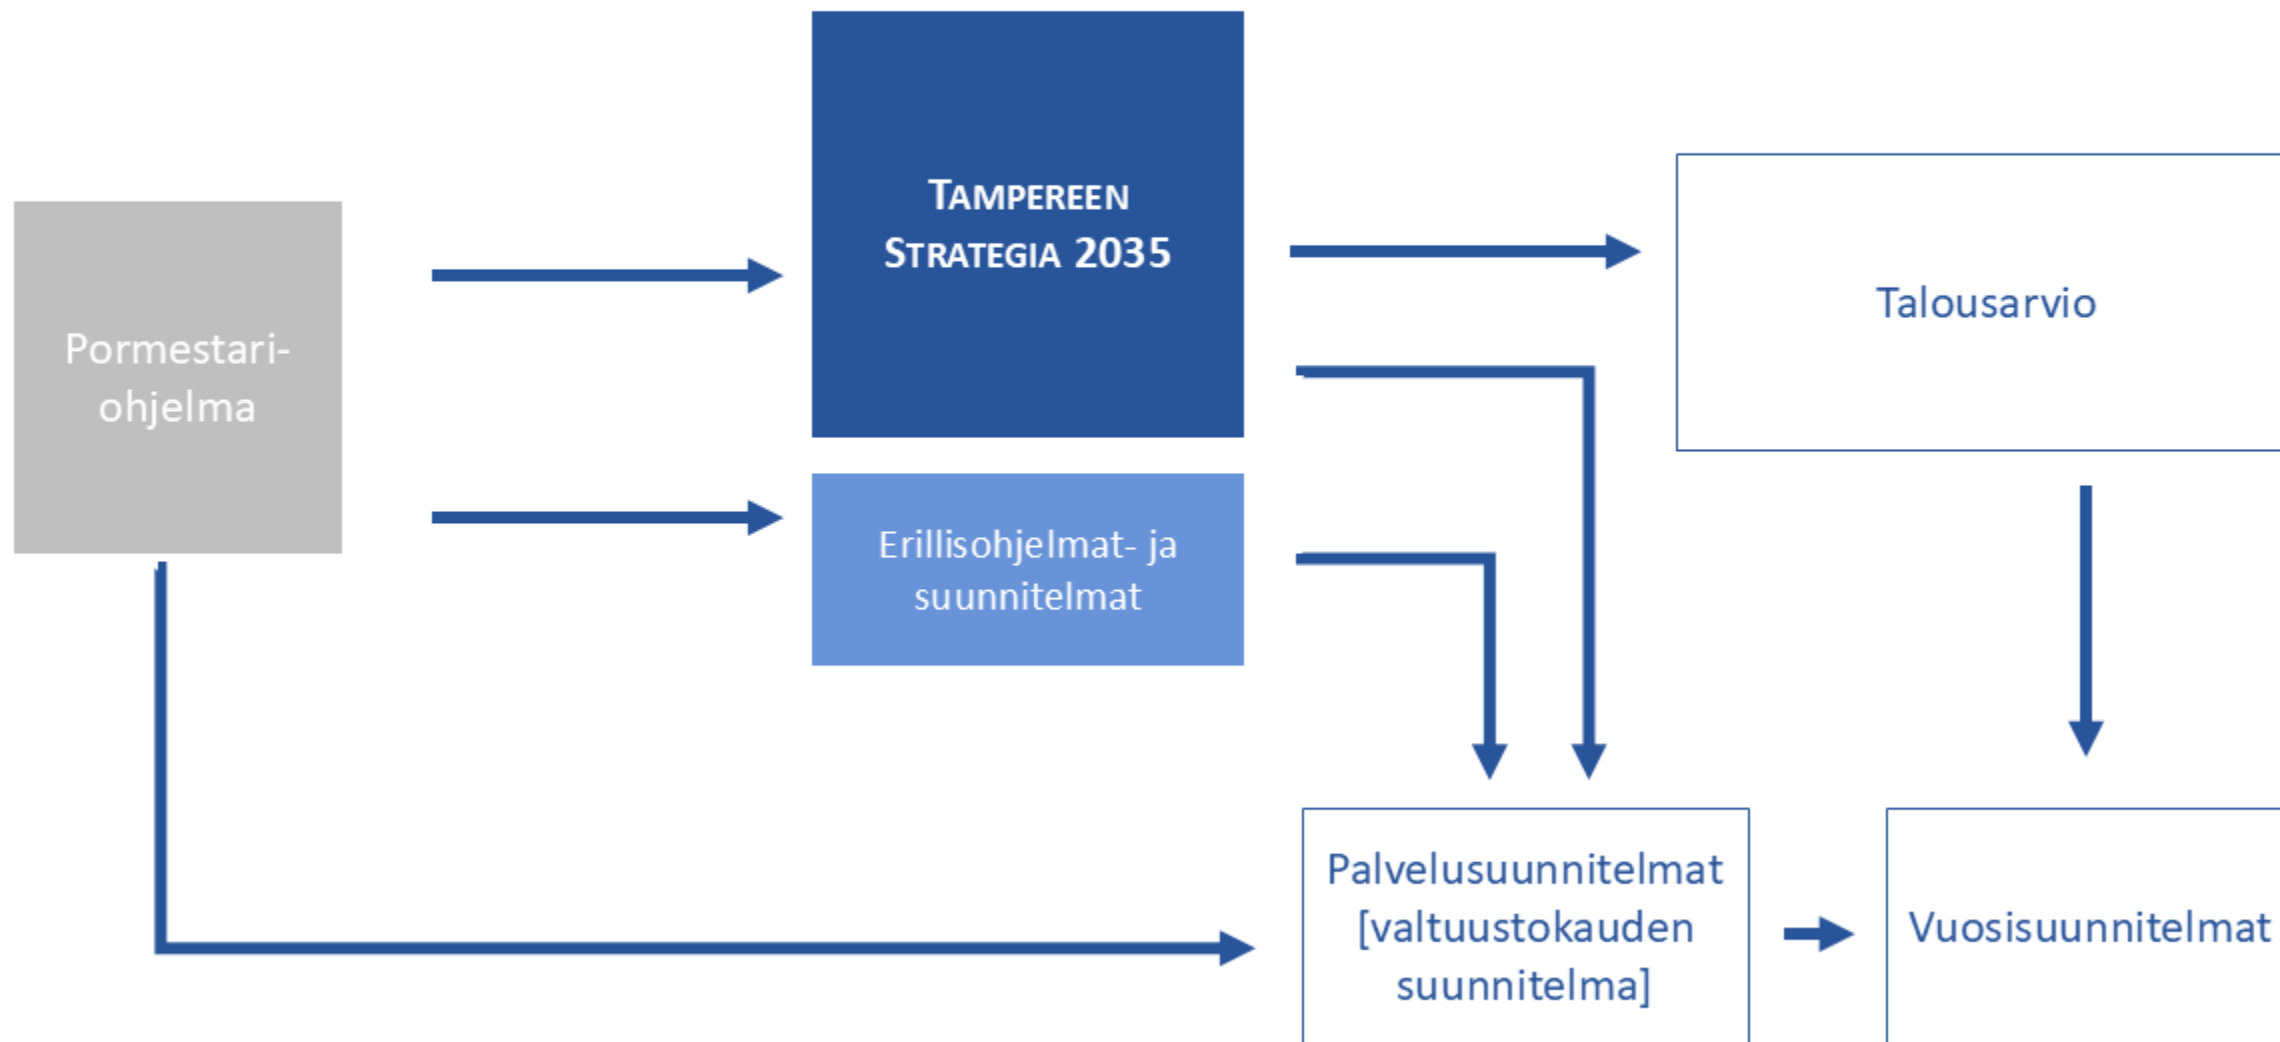 TAMPEREEN
STRATEGIA 2035
Talousarvio
Pormestari-
ohjelma
Erillisohjelmat- ja
suunnitelmat
Palvelusuunnitelmat
[valtuustokauden
suunnitelma]
Vuosisuunnitelmat